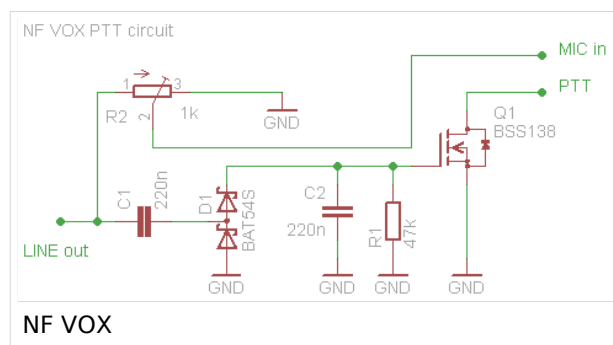 NF VOX PTT circuit
MIC in
PTT
1
3
R2
2
1k
GND
Q1
BSS138
C1
220n
D1
BAT54S
C2
220n
R1
47k
LINE out
GND
GND
GND
GND
NF VOX